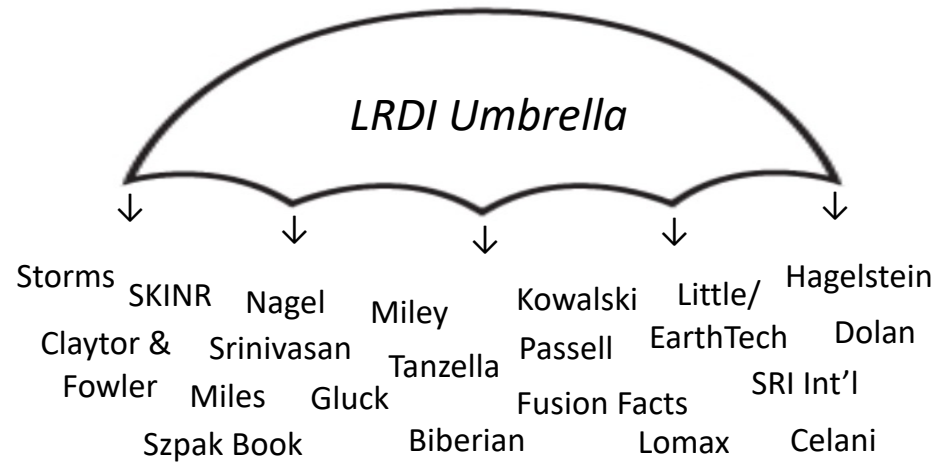 LRDI Umbrella
Storms
SKINR
Nagel
Miley
Kowalski
Little/
EarthTech
Hagelstein
Claytor &
Fowler
Srinivasan
Tanzella
Passell
Dolan
Miles
Gluck
Fusion Facts
SRI Int'l
Szpak Book
Biberian
Lomax
Celani